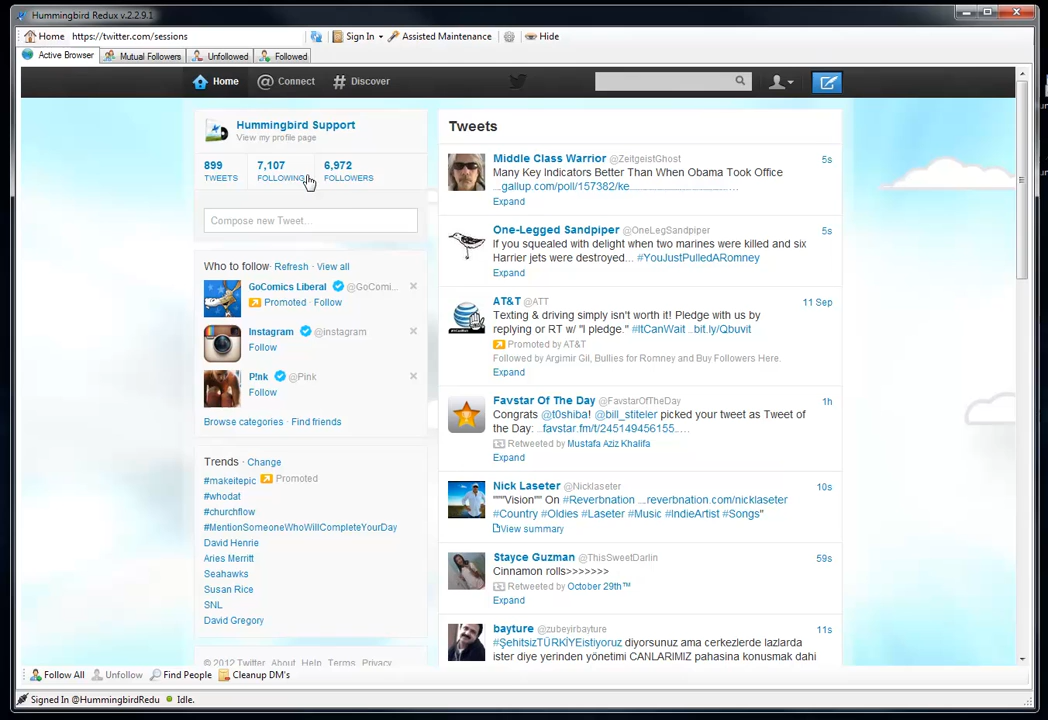 Hummingbird Redux v.2.2.9.1
Home https://twitter.com/sessions Sign In Assisted Maintenance Hide
Active Browser Mutual Followers Unfollowed Followed
Home @ Connect # Discover
Hummingbird Support
View my profile page
899 7,107 6,972
TWEETS FOLLOWING FOLLOWERS
Compose new Tweet...
Who to follow · Refresh · View all
GoComics Liberal @GoComi...
Promoted · Follow
Instagram @instagram
Follow
P!nk @Pink
Follow
Browse categories · Find friends
Trends · Change
#makeitepic Promoted
#whodat
#churchflow
#MentionSomeoneWhoWillCompleteYourDay
David Henrie
Aries Merritt
Seahawks
Susan Rice
SNL
David Gregory
© 2012 Twitter About Help Terms Privacy
Tweets
Middle Class Warrior @ZeitgeistGhost 5s
Many Key Indicators Better Than When Obama Took Office
...gallup.com/poll/157382/ke...
Expand
One-Legged Sandpiper @OneLegSandpiper 5s
If you squealed with delight when two marines were killed and six
Harrier jets were destroyed... #YouJustPulledARomney
Expand
AT&T @ATT 11 Sep
Texting & driving simply isn't worth it! Pledge with us by
replying or RT w/ "I pledge." #ItCanWait ..bit.ly/Qbuvit
Promoted by AT&T
Followed by Argimir Gil, Bullies for Romney and Buy Followers Here.
Expand
Favstar Of The Day @FavstarOfTheDay 1h
Congrats @t0shiba! @bill_stiteler picked your tweet as Tweet of
the Day: ..favstar.fm/t/245149456155.....
Retweeted by Mustafa Aziz Khalifa
Expand
Nick Laseter @Nicklaseter 10s
""""Vision"" On #Reverbnation ...reverbnation.com/nicklaseter
#Country #Oldies #Laseter #Music #IndieArtist #Songs"
View summary
Stayce Guzman @ThisSweetDarlin 59s
Cinnamon rolls>>>>>>>
Retweeted by October 29th™
Expand
bayture @zubeyirbayture 11s
#ŞehitsizTÜRKİYEistiyoruz diyorsunuz ama cerkezlerde lazlarda
ister diye yerinden yönetimi CANLARIMIZ pahasina konusmak dahi
Follow All Unfollow Find People Cleanup DM's
Signed In @HummingbirdRedu Idle.